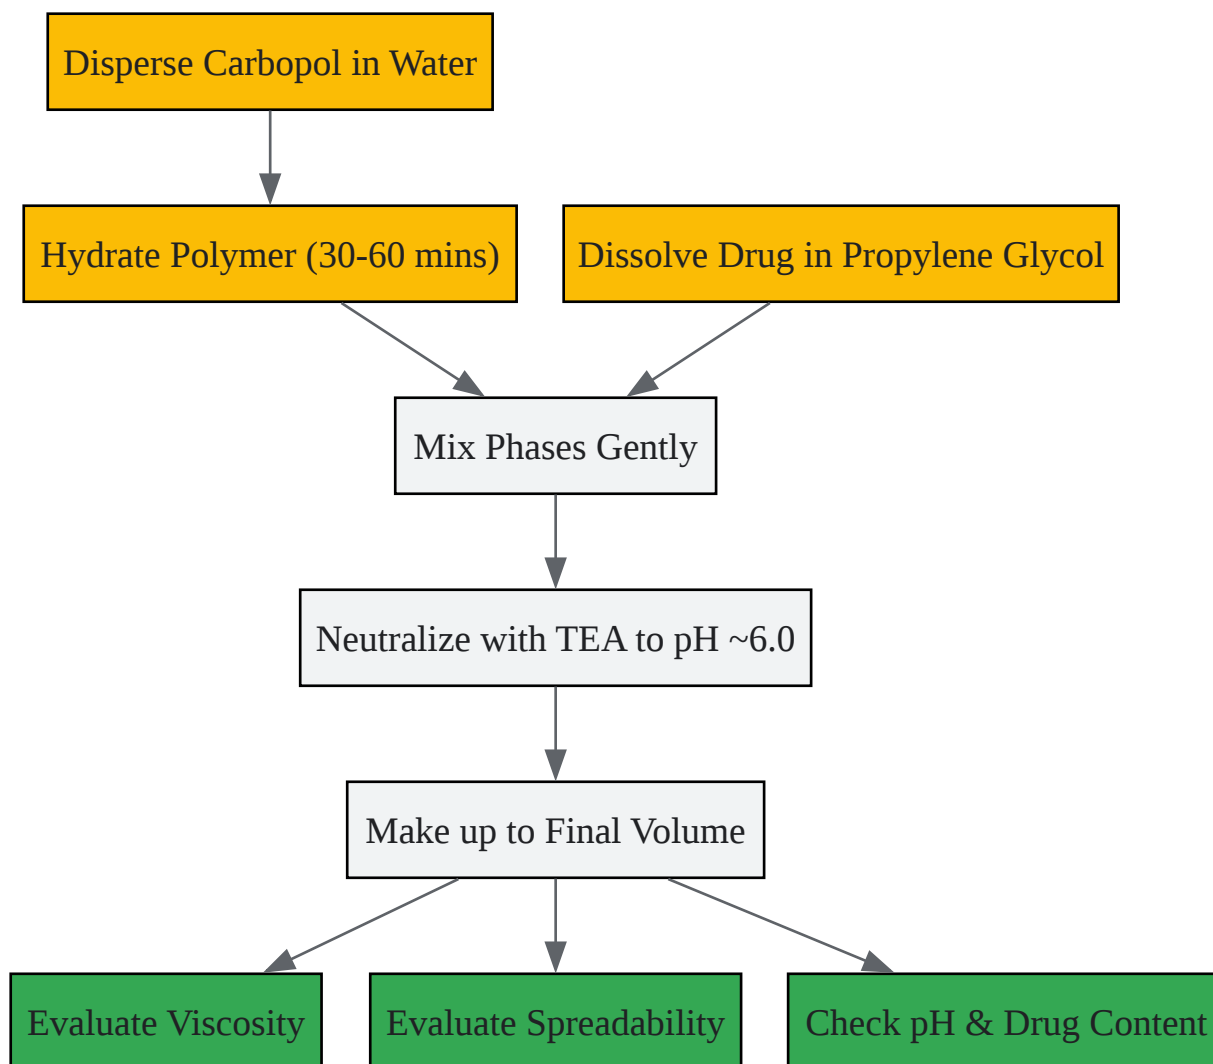 Disperse Carbopol in Water
Hydrate Polymer (30-60 mins)
Dissolve Drug in Propylene Glycol
Mix Phases Gently
Neutralize with TEA to pH ~6.0
Make up to Final Volume
Evaluate Viscosity
Evaluate Spreadability
Check pH & Drug Content